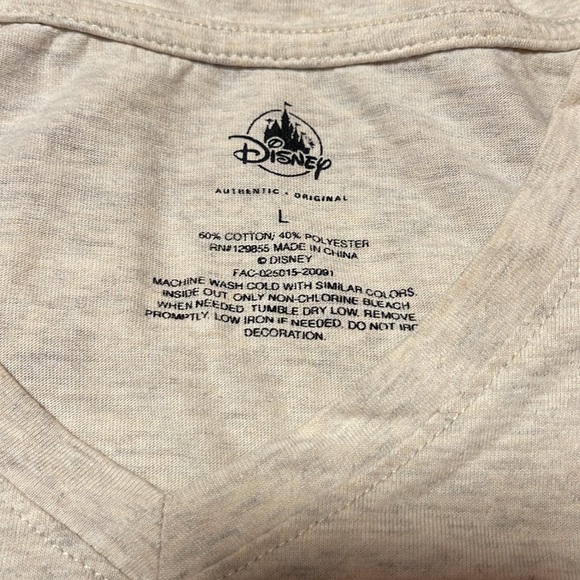 Disney
AUTHENTIC • ORIGINAL
L
60% COTTON; 40% POLYESTER
RN#129855 MADE IN CHINA
© DISNEY
FAC-025015-20091
MACHINE WASH COLD WITH SIMILAR COLORS.
INSIDE OUT. ONLY NON-CHLORINE BLEACH
WHEN NEEDED. TUMBLE DRY LOW. REMOVE
PROMPTLY. LOW IRON IF NEEDED. DO NOT
DECORATION.